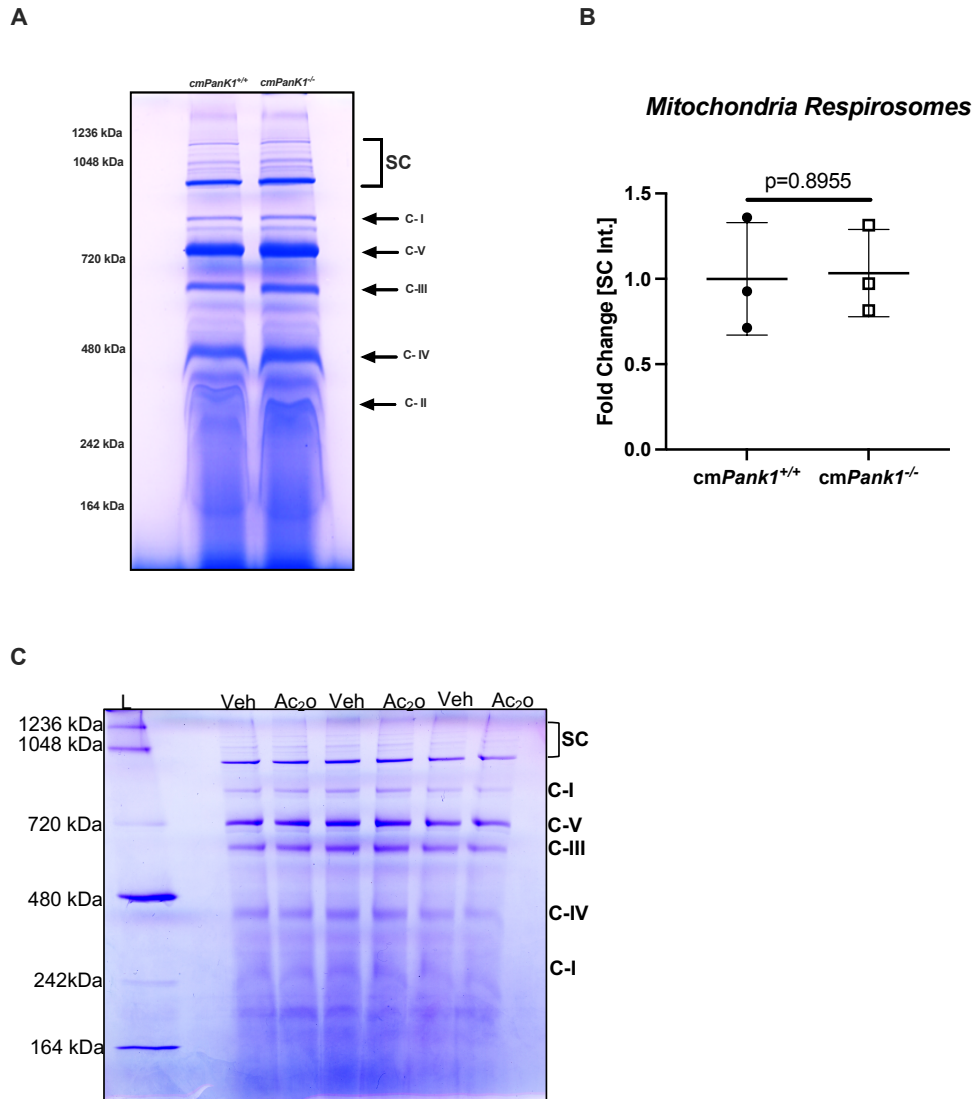 A
cmPanK1+/+ cmPanK1-/-
1236 kDa
1048 kDa
720 kDa
480 kDa
242 kDa
164 kDa
SC
C- I
C-V
C-III
C- IV
C- II
B
Mitochondria Respirosomes
p=0.8955
Fold Change [SC Int.]
1.5
1.0
0.5
0.0
cmPank1+/+ cmPank1-/-
C
L Veh Ac₂o Veh Ac₂o Veh Ac₂o
1236 kDa
1048 kDa
720 kDa
480 kDa
242kDa
164 kDa
SC
C-I
C-V
C-III
C-IV
C-I